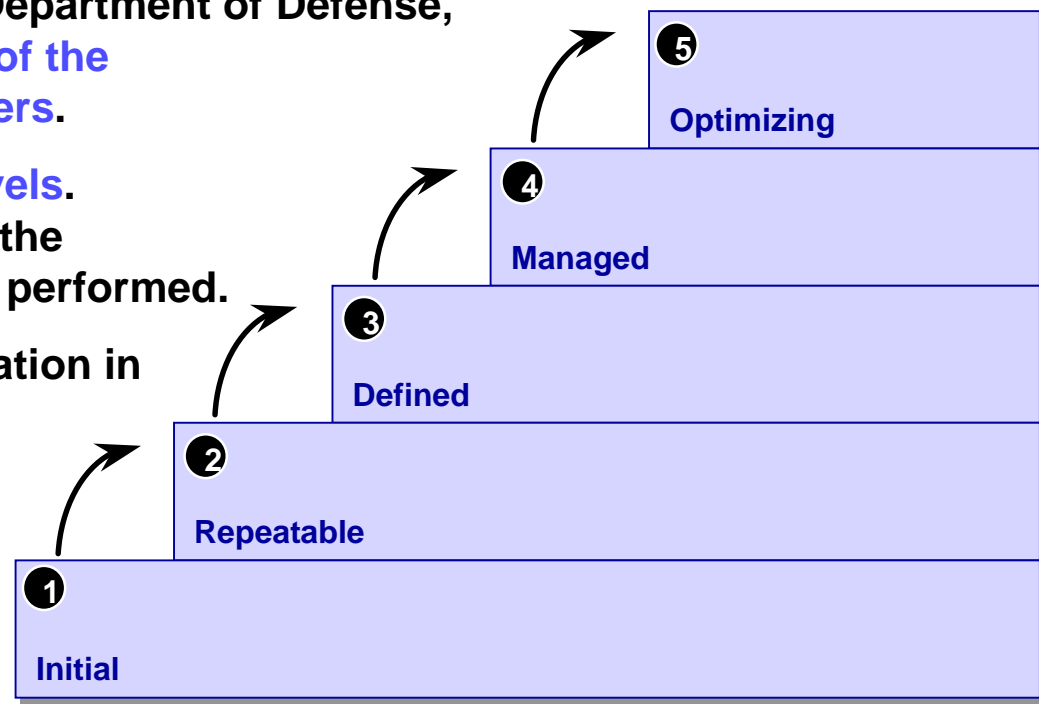 Department of Defense,
of the
ers.
vels.
the
performed.
ation in
5
Optimizing
4
Managed
3
Defined
2
Repeatable
1
Initial